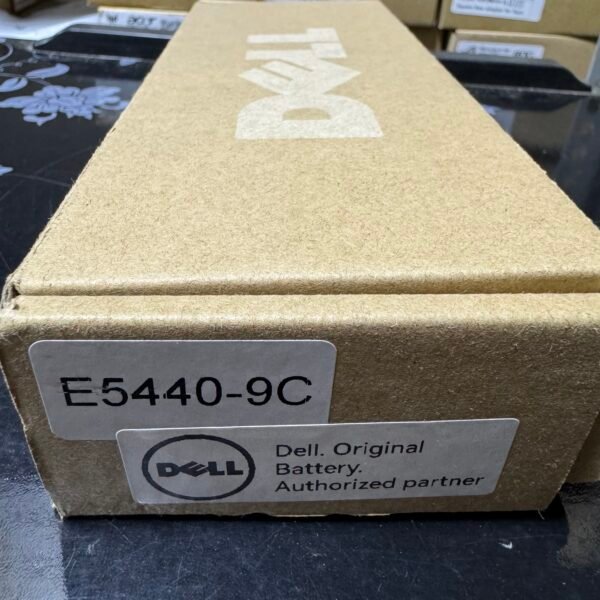 DELL
E5440-9C
DELL
Dell. Original
Battery.
Authorized partner